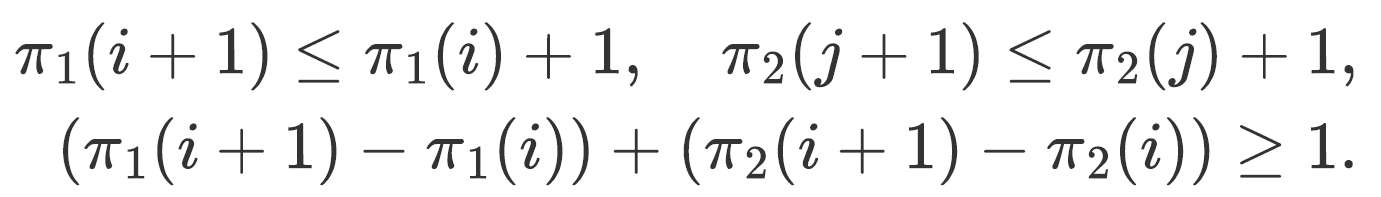 π₁(i + 1) ≤ π₁(i) + 1, π₂(j + 1) ≤ π₂(j) + 1,
(π₁(i + 1) − π₁(i)) + (π₂(i + 1) − π₂(i)) ≥ 1.